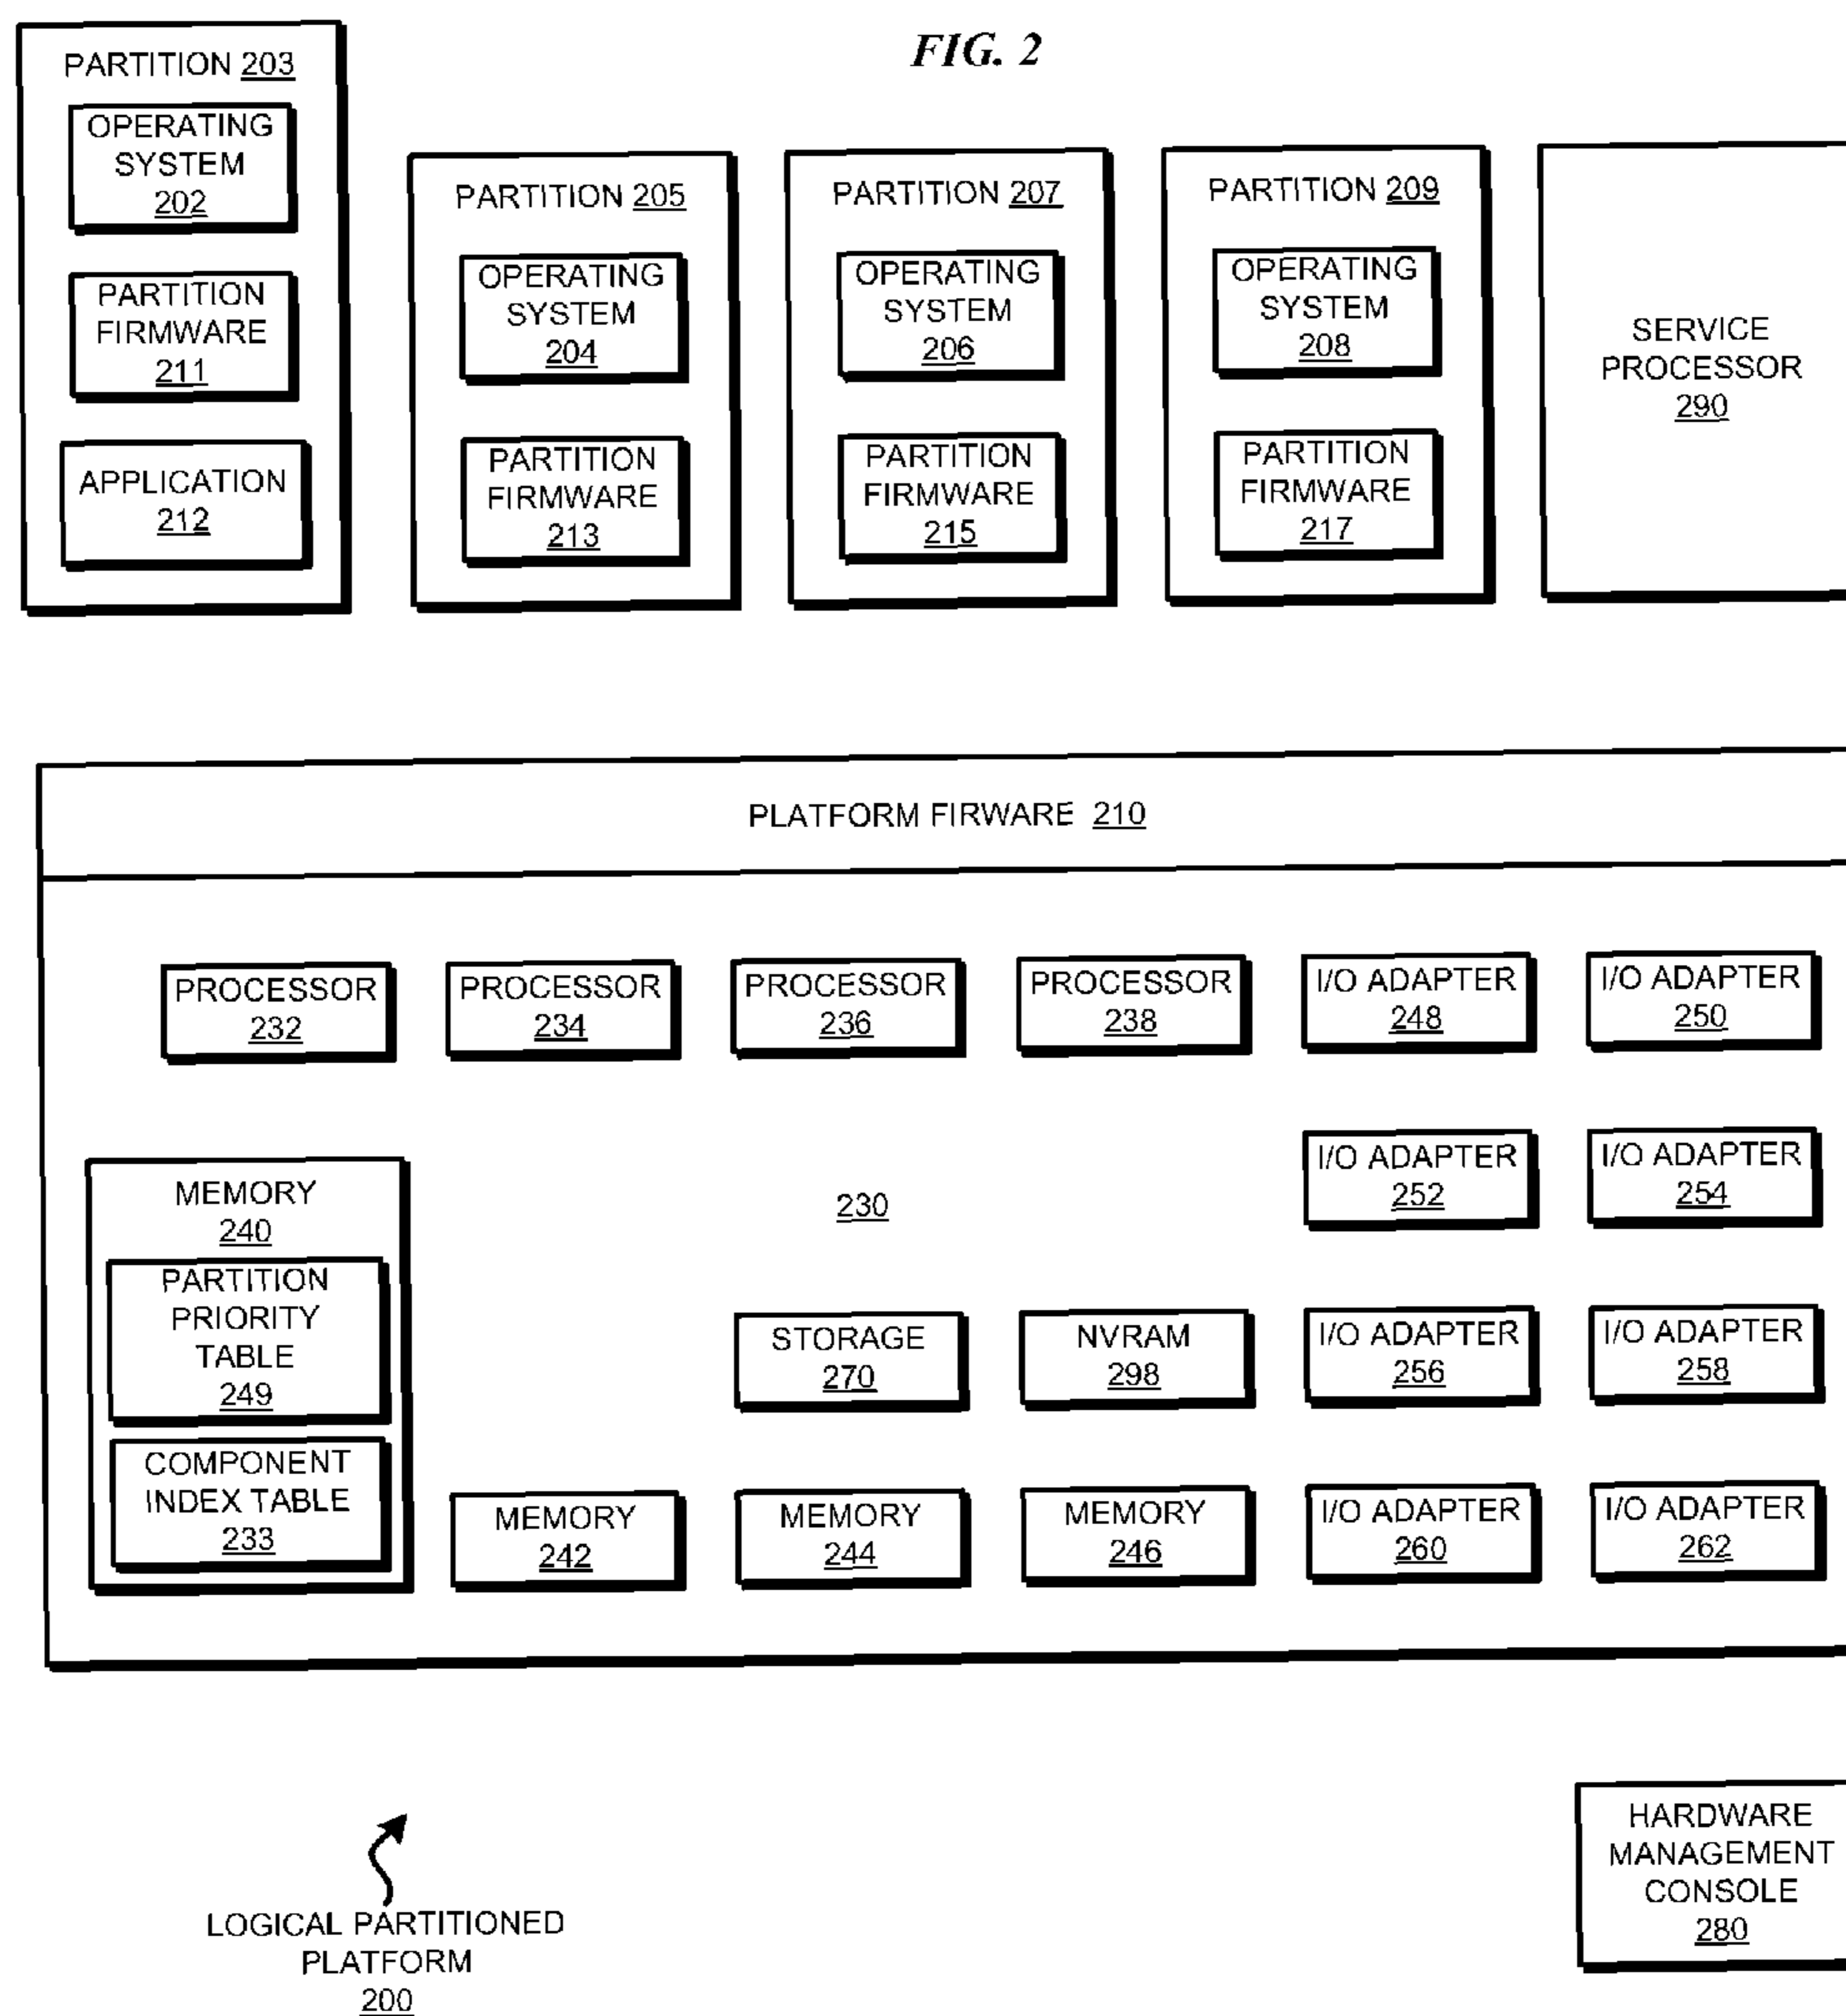 FIG. 2
PARTITION 203
OPERATING
SYSTEM
202
PARTITION
FIRMWARE
211
APPLICATION
212
PARTITION 205
OPERATING
SYSTEM
204
PARTITION
FIRMWARE
213
PARTITION 207
OPERATING
SYSTEM
206
PARTITION
FIRMWARE
215
PARTITION 209
OPERATING
SYSTEM
208
PARTITION
FIRMWARE
217
SERVICE
PROCESSOR
290
PLATFORM FIRWARE 210
PROCESSOR
232
PROCESSOR
234
PROCESSOR
236
PROCESSOR
238
I/O ADAPTER
248
I/O ADAPTER
250
MEMORY
240
PARTITION
PRIORITY
TABLE
249
COMPONENT
INDEX TABLE
233
230
I/O ADAPTER
252
I/O ADAPTER
254
STORAGE
270
NVRAM
298
I/O ADAPTER
256
I/O ADAPTER
258
MEMORY
242
MEMORY
244
MEMORY
246
I/O ADAPTER
260
I/O ADAPTER
262
LOGICAL PARTITIONED
PLATFORM
200
HARDWARE
MANAGEMENT
CONSOLE
280